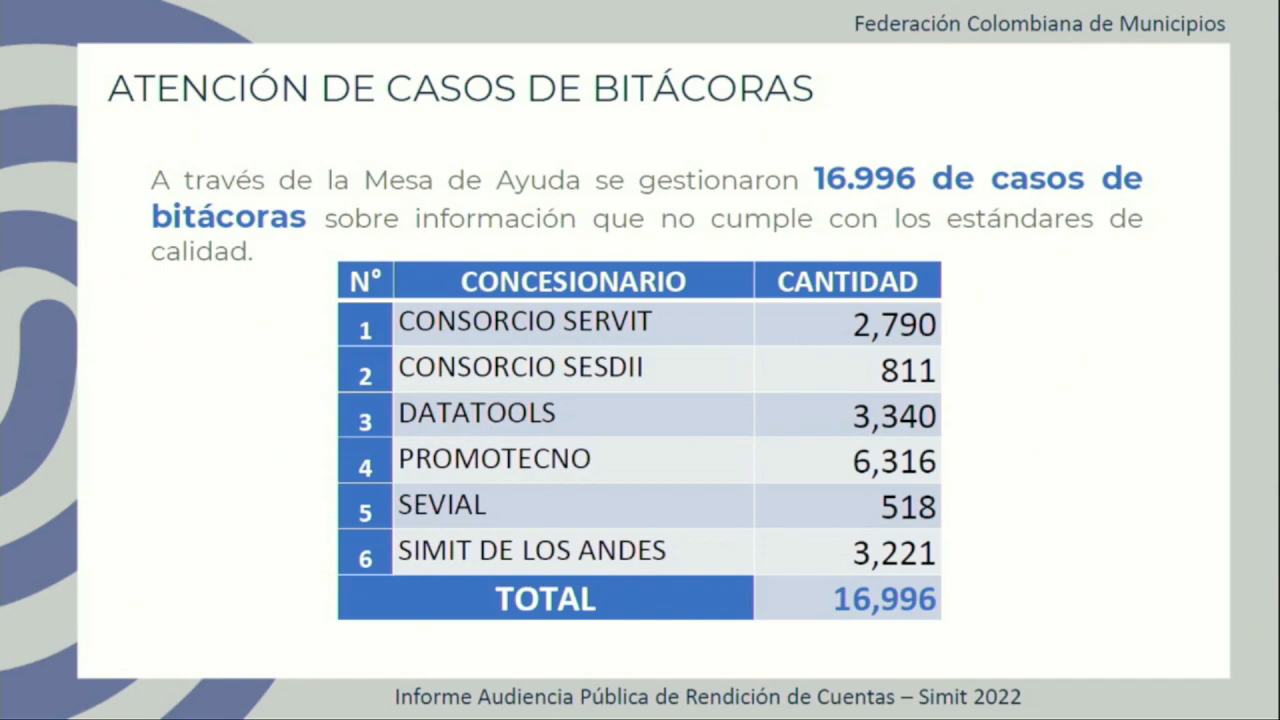 Federación Colombiana de Municipios
ATENCIÓN DE CASOS DE BITÁCORAS
A través de la Mesa de Ayuda se gestionaron 16.996 de casos de
bitácoras sobre información que no cumple con los estándares de
calidad.
N° CONCESIONARIO CANTIDAD
1 CONSORCIO SERVIT 2,790
2 CONSORCIO SESDII 811
3 DATATOOLS 3,340
4 PROMOTECNO 6,316
5 SEVIAL 518
6 SIMIT DE LOS ANDES 3,221
TOTAL 16,996
Informe Audiencia Pública de Rendición de Cuentas – Simit 2022